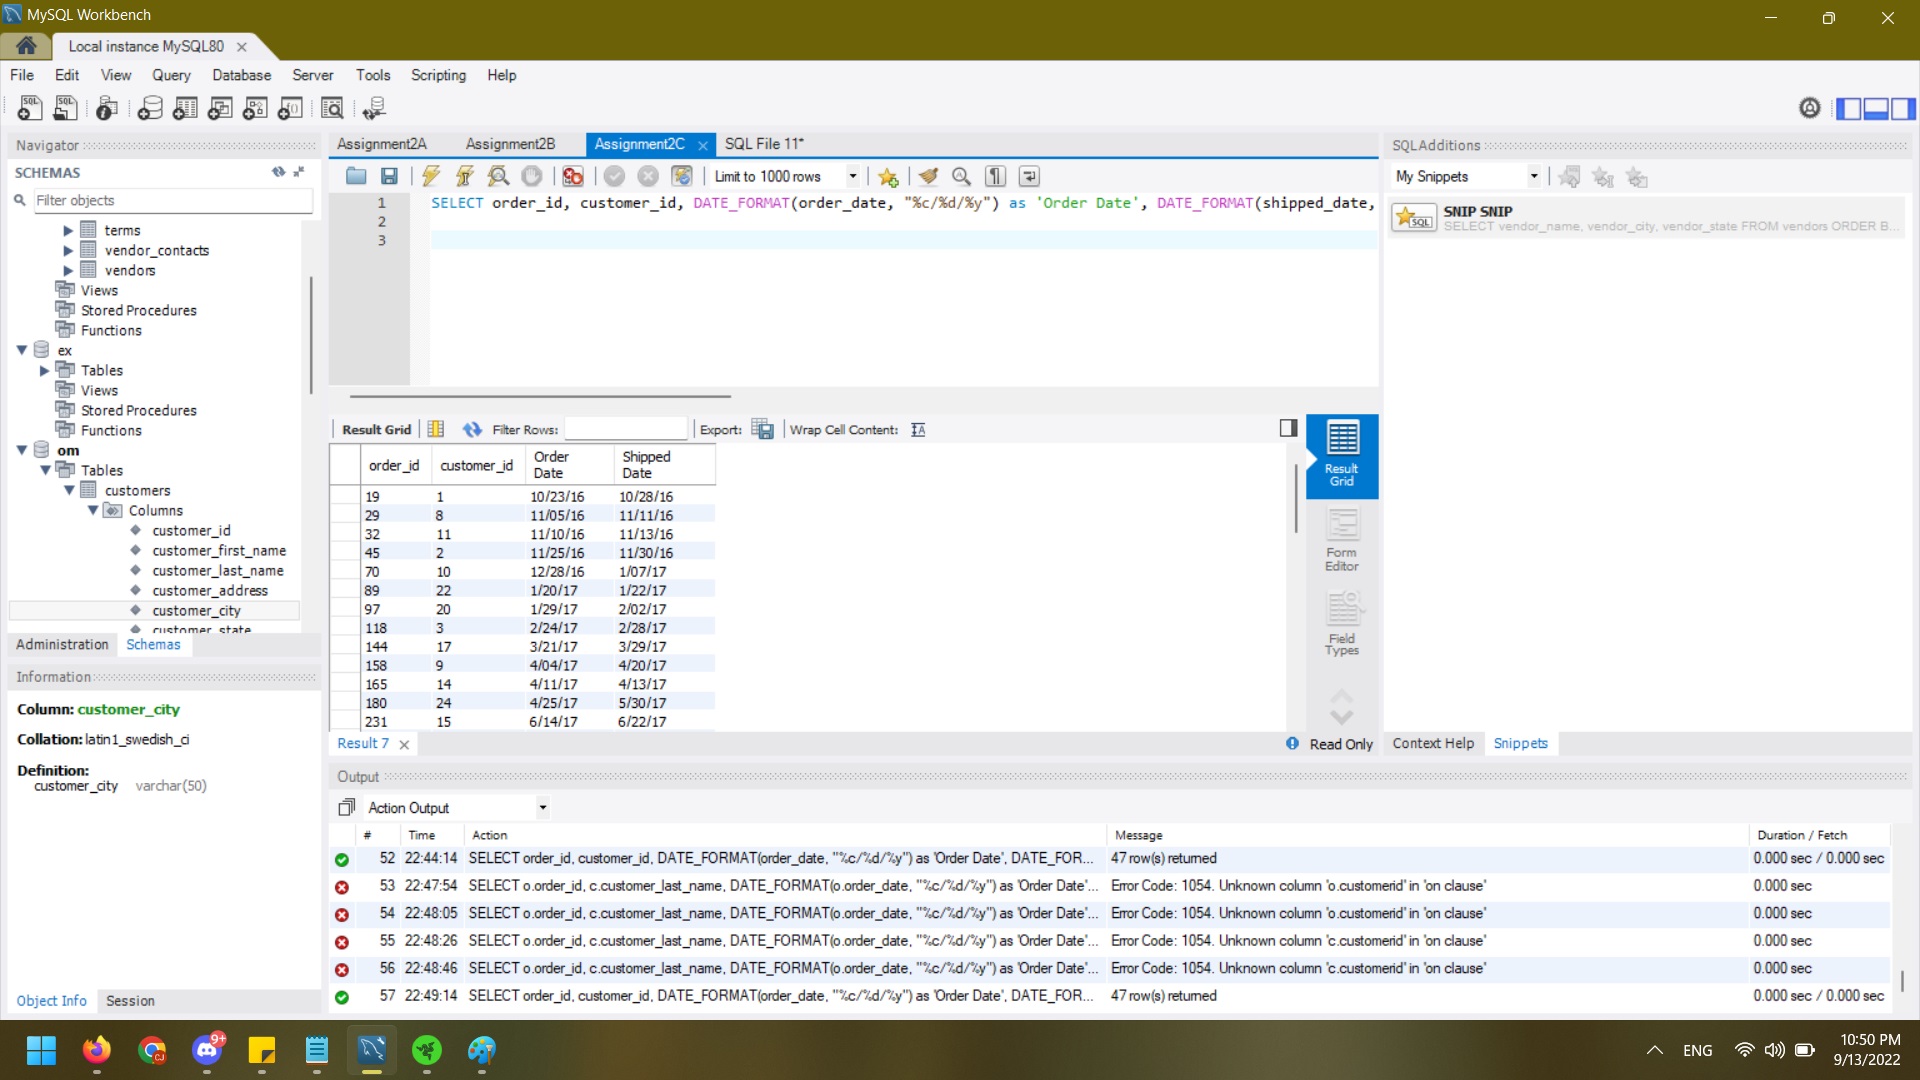 MySQL Workbench
Local instance MySQL80
File Edit View Query Database Server Tools Scripting Help
Navigator
SCHEMAS
Filter objects
terms
vendor_contacts
vendors
Views
Stored Procedures
Functions
ex
Tables
Views
Stored Procedures
Functions
om
Tables
customers
Columns
customer_id
customer_first_name
customer_last_name
customer_address
customer_city
customer_state
Administration Schemas
Information
Column: customer_city
Collation: latin1_swedish_ci
Definition:
customer_city varchar(50)
Object Info Session
Assignment2A Assignment2B Assignment2C SQL File 11*
Limit to 1000 rows
1 SELECT order_id, customer_id, DATE_FORMAT(order_date, "%c/%d/%y") as 'Order Date', DATE_FORMAT(shipped_date,
2
3
Result Grid Filter Rows: Export: Wrap Cell Content:
order_id customer_id Order Date Shipped Date
19 1 10/23/16 10/28/16
29 8 11/05/16 11/11/16
32 11 11/10/16 11/13/16
45 2 11/25/16 11/30/16
70 10 12/28/16 1/07/17
89 22 1/20/17 1/22/17
97 20 1/29/17 2/02/17
118 3 2/24/17 2/28/17
144 17 3/21/17 3/29/17
158 9 4/04/17 4/20/17
165 14 4/11/17 4/13/17
180 24 4/25/17 5/30/17
231 15 6/14/17 6/22/17
Result Grid
Form Editor
Field Types
Result 7
Read Only
SQLAdditions
My Snippets
SQL
SNIP SNIP
SELECT vendor_name, vendor_city, vendor_state FROM vendors ORDER B...
Context Help Snippets
Output
Action Output
# Time Action Message Duration / Fetch
52 22:44:14 SELECT order_id, customer_id, DATE_FORMAT(order_date, "%c/%d/%y") as 'Order Date', DATE_FOR... 47 row(s) returned 0.000 sec / 0.000 sec
53 22:47:54 SELECT o.order_id, c.customer_last_name, DATE_FORMAT(o.order_date, "%c/%d/%y") as 'Order Date'... Error Code: 1054. Unknown column 'o.customerid' in 'on clause' 0.000 sec
54 22:48:05 SELECT o.order_id, c.customer_last_name, DATE_FORMAT(o.order_date, "%c/%d/%y") as 'Order Date'... Error Code: 1054. Unknown column 'o.customerid' in 'on clause' 0.000 sec
55 22:48:26 SELECT o.order_id, c.customer_last_name, DATE_FORMAT(o.order_date, "%c/%d/%y") as 'Order Date'... Error Code: 1054. Unknown column 'c.customerid' in 'on clause' 0.000 sec
56 22:48:46 SELECT o.order_id, c.customer_last_name, DATE_FORMAT(o.order_date, "%c/%d/%y") as 'Order Date'... Error Code: 1054. Unknown column 'c.customerid' in 'on clause' 0.000 sec
57 22:49:14 SELECT order_id, customer_id, DATE_FORMAT(order_date, "%c/%d/%y") as 'Order Date', DATE_FOR... 47 row(s) returned 0.000 sec / 0.000 sec
9+
ENG
10:50 PM
9/13/2022